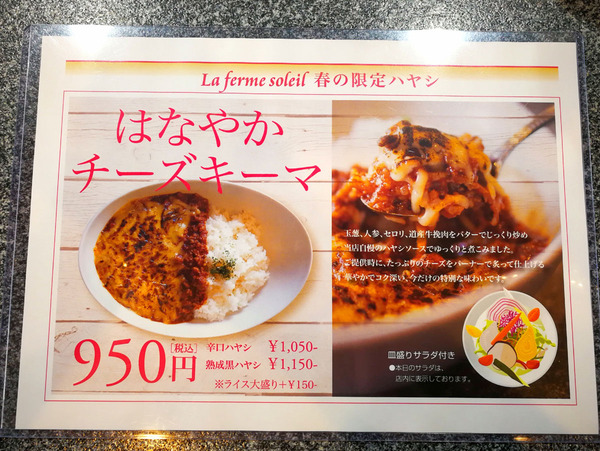 La ferme soleil 春の限定ハヤシ
はなやか
チーズキーマ
玉葱、人参、セロリ、道産牛挽肉をバターでじっくり炒め
当店自慢のハヤシソースでゆっくりと煮こみました。
ご提供時に、たっぷりのチーズをバーナーで炙って仕上げる
華やかでコク深い、今だけの特別な味わいです。
950円 [税込]
辛口ハヤシ ¥1,050-
熟成黒ハヤシ ¥1,150-
※ライス大盛り+¥150-
皿盛りサラダ付き
●本日のサラダは、
店内に表示しております。